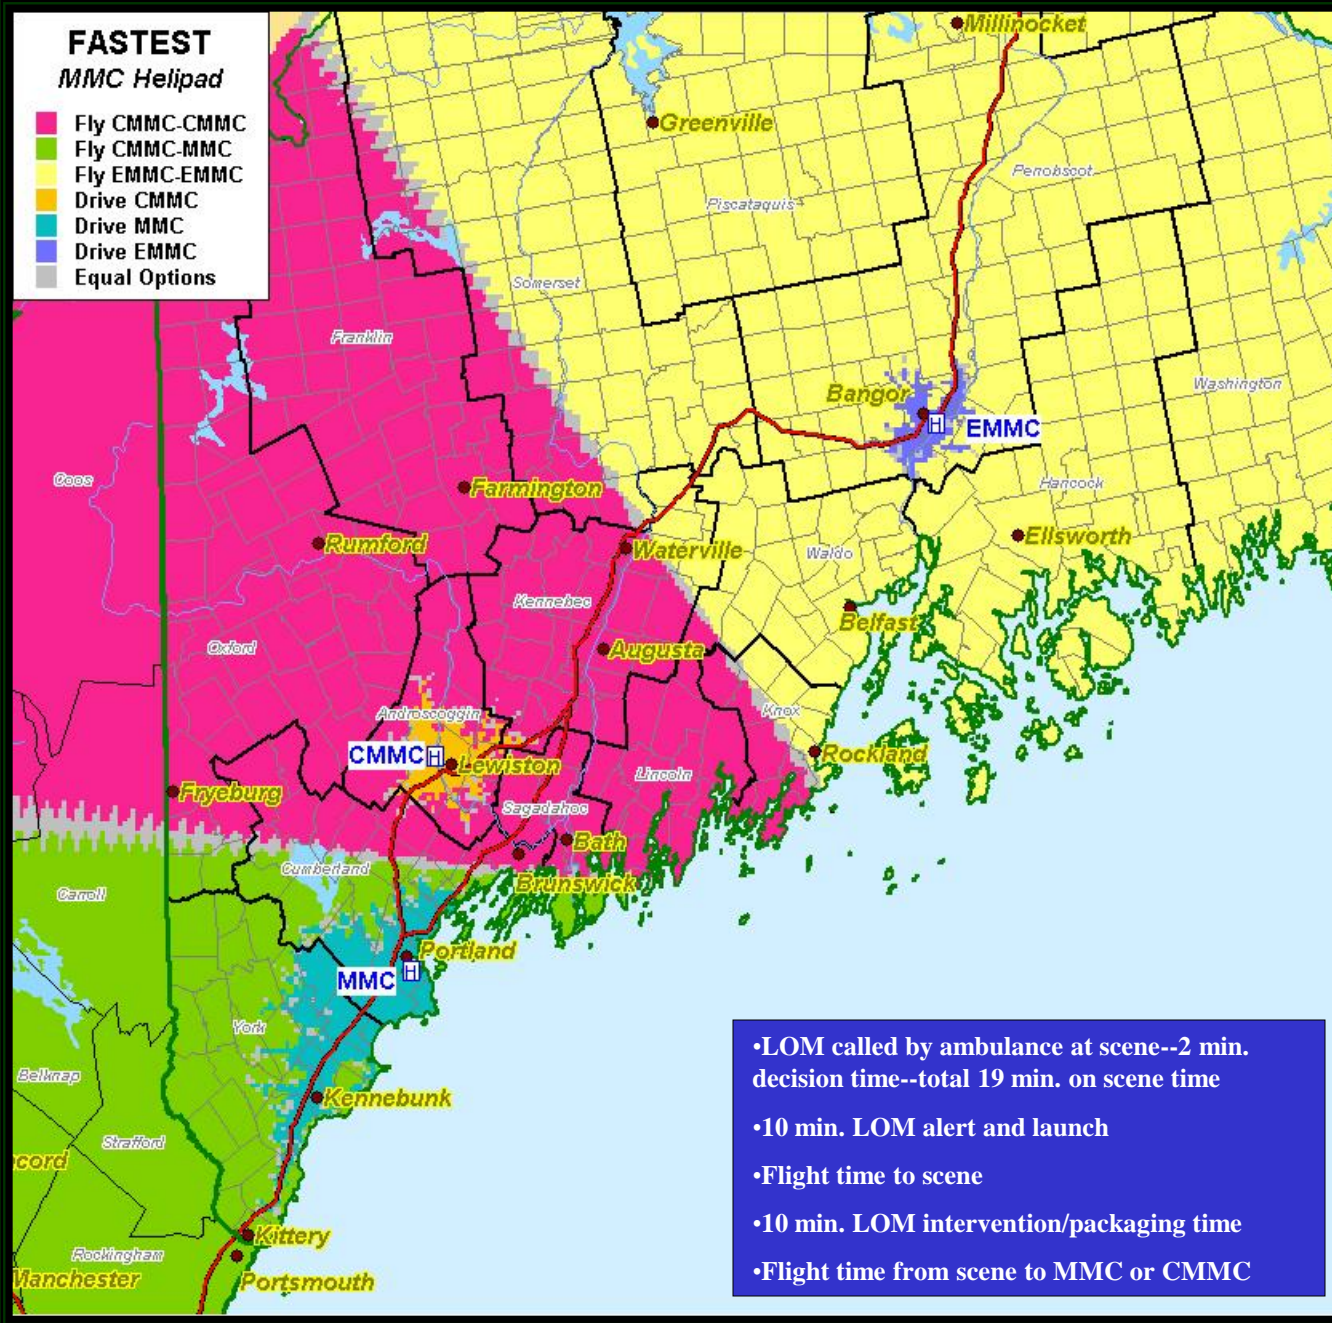 FASTEST
MMC Helipad
Fly CMMC-CMMC
Fly CMMC-MMC
Fly EMMC-EMMC
Drive CMMC
Drive MMC
Drive EMMC
Equal Options
Millinocket
Greenville
Penobscot
Piscataquis
Somerset
Franklin
Washington
Bangor
EMMC
Coos
Farmington
Hancock
Rumford
Waterville
Waldo
Ellsworth
Kennebec
Belfast
Oxford
Augusta
Androscoggin
Knox
CMMC H
Lewiston
Rockland
Lincoln
Fryeburg
Sagadahoc
Bath
Cumberland
Brunswick
Carroll
Portland
MMC H
York
Belknap
Kennebunk
Strafford
cord
Kittery
Rockingham
Manchester
Portsmouth
•LOM called by ambulance at scene--2 min.
decision time--total 19 min. on scene time
•10 min. LOM alert and launch
•Flight time to scene
•10 min. LOM intervention/packaging time
•Flight time from scene to MMC or CMMC